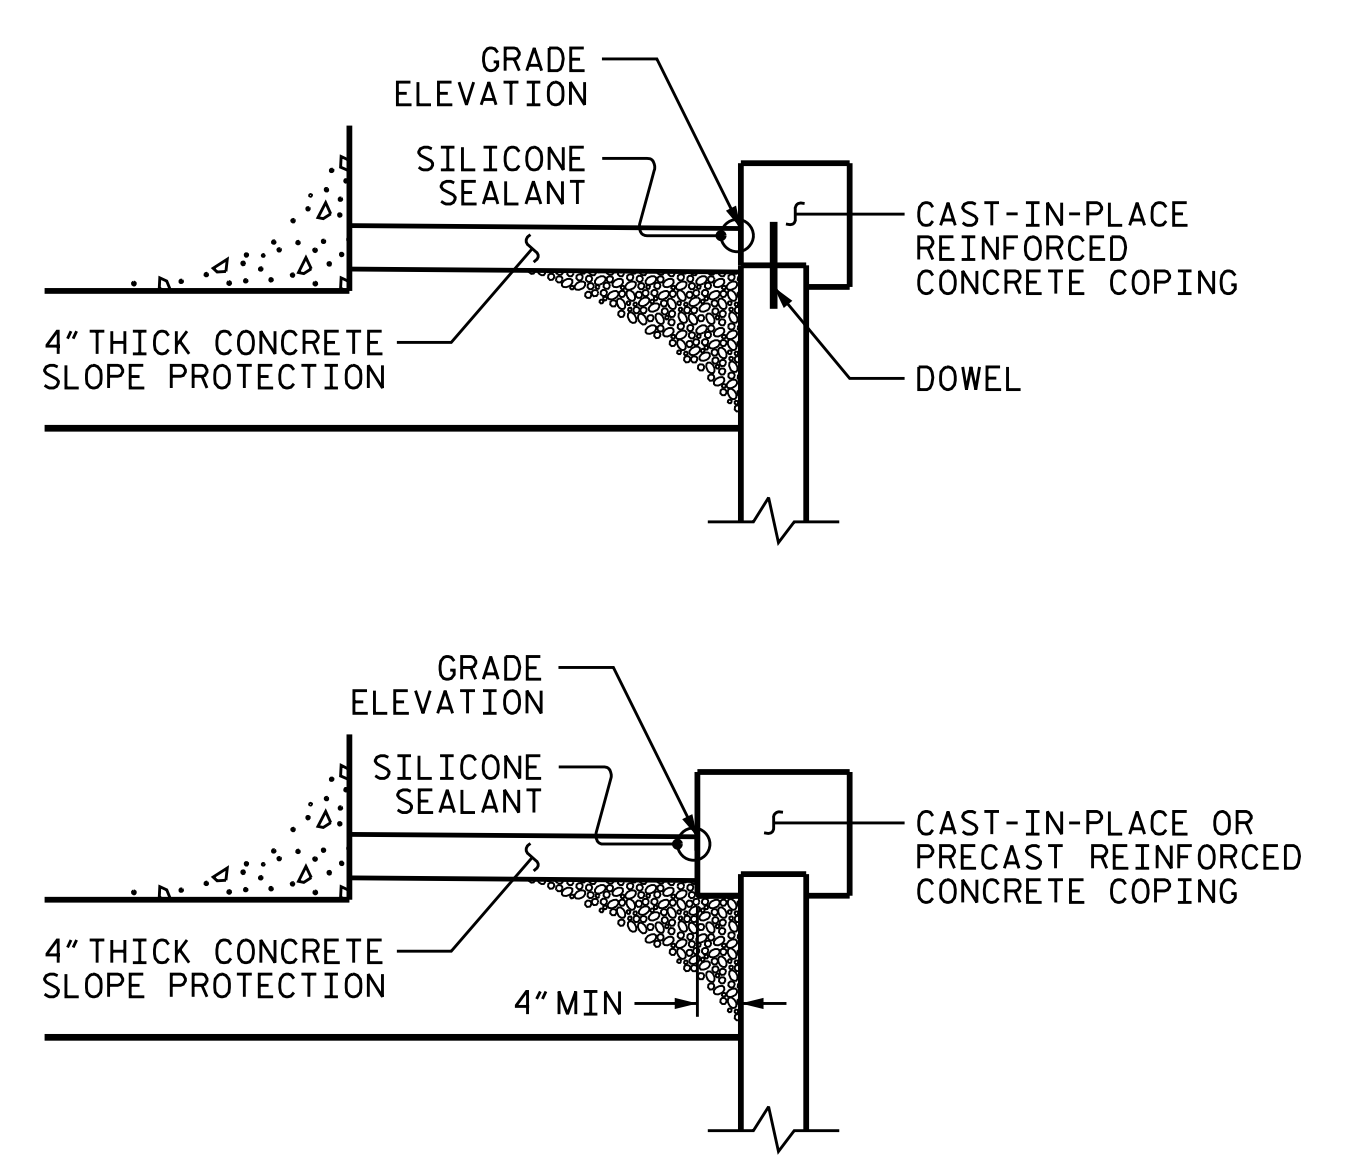 GRADE
ELEVATION
SILICONE
SEALANT
CAST-IN-PLACE
REINFORCED
CONCRETE COPING
4" THICK CONCRETE
SLOPE PROTECTION
DOWEL
GRADE
ELEVATION
SILICONE
SEALANT
CAST-IN-PLACE OR
PRECAST REINFORCED
CONCRETE COPING
4" THICK CONCRETE
SLOPE PROTECTION
4" MIN